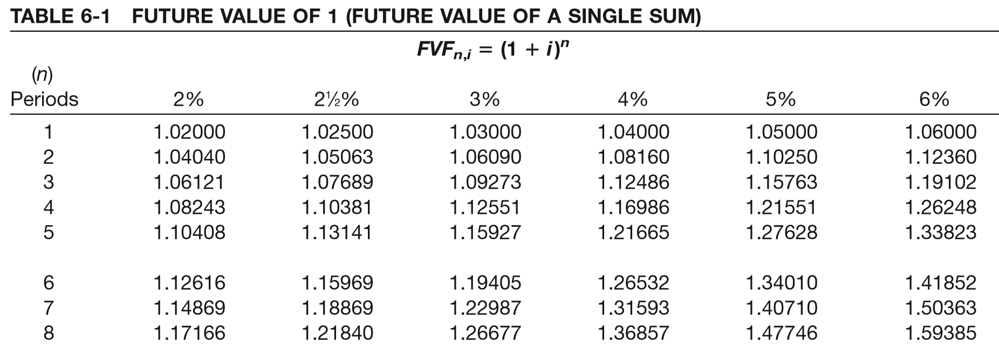 TABLE 6-1 FUTURE VALUE OF 1 (FUTURE VALUE OF A SINGLE SUM)
FVFn,i = (1 + i)^n
(n)
Periods 2% 2½% 3% 4% 5% 6%
1 1.02000 1.02500 1.03000 1.04000 1.05000 1.06000
2 1.04040 1.05063 1.06090 1.08160 1.10250 1.12360
3 1.06121 1.07689 1.09273 1.12486 1.15763 1.19102
4 1.08243 1.10381 1.12551 1.16986 1.21551 1.26248
5 1.10408 1.13141 1.15927 1.21665 1.27628 1.33823
6 1.12616 1.15969 1.19405 1.26532 1.34010 1.41852
7 1.14869 1.18869 1.22987 1.31593 1.40710 1.50363
8 1.17166 1.21840 1.26677 1.36857 1.47746 1.59385